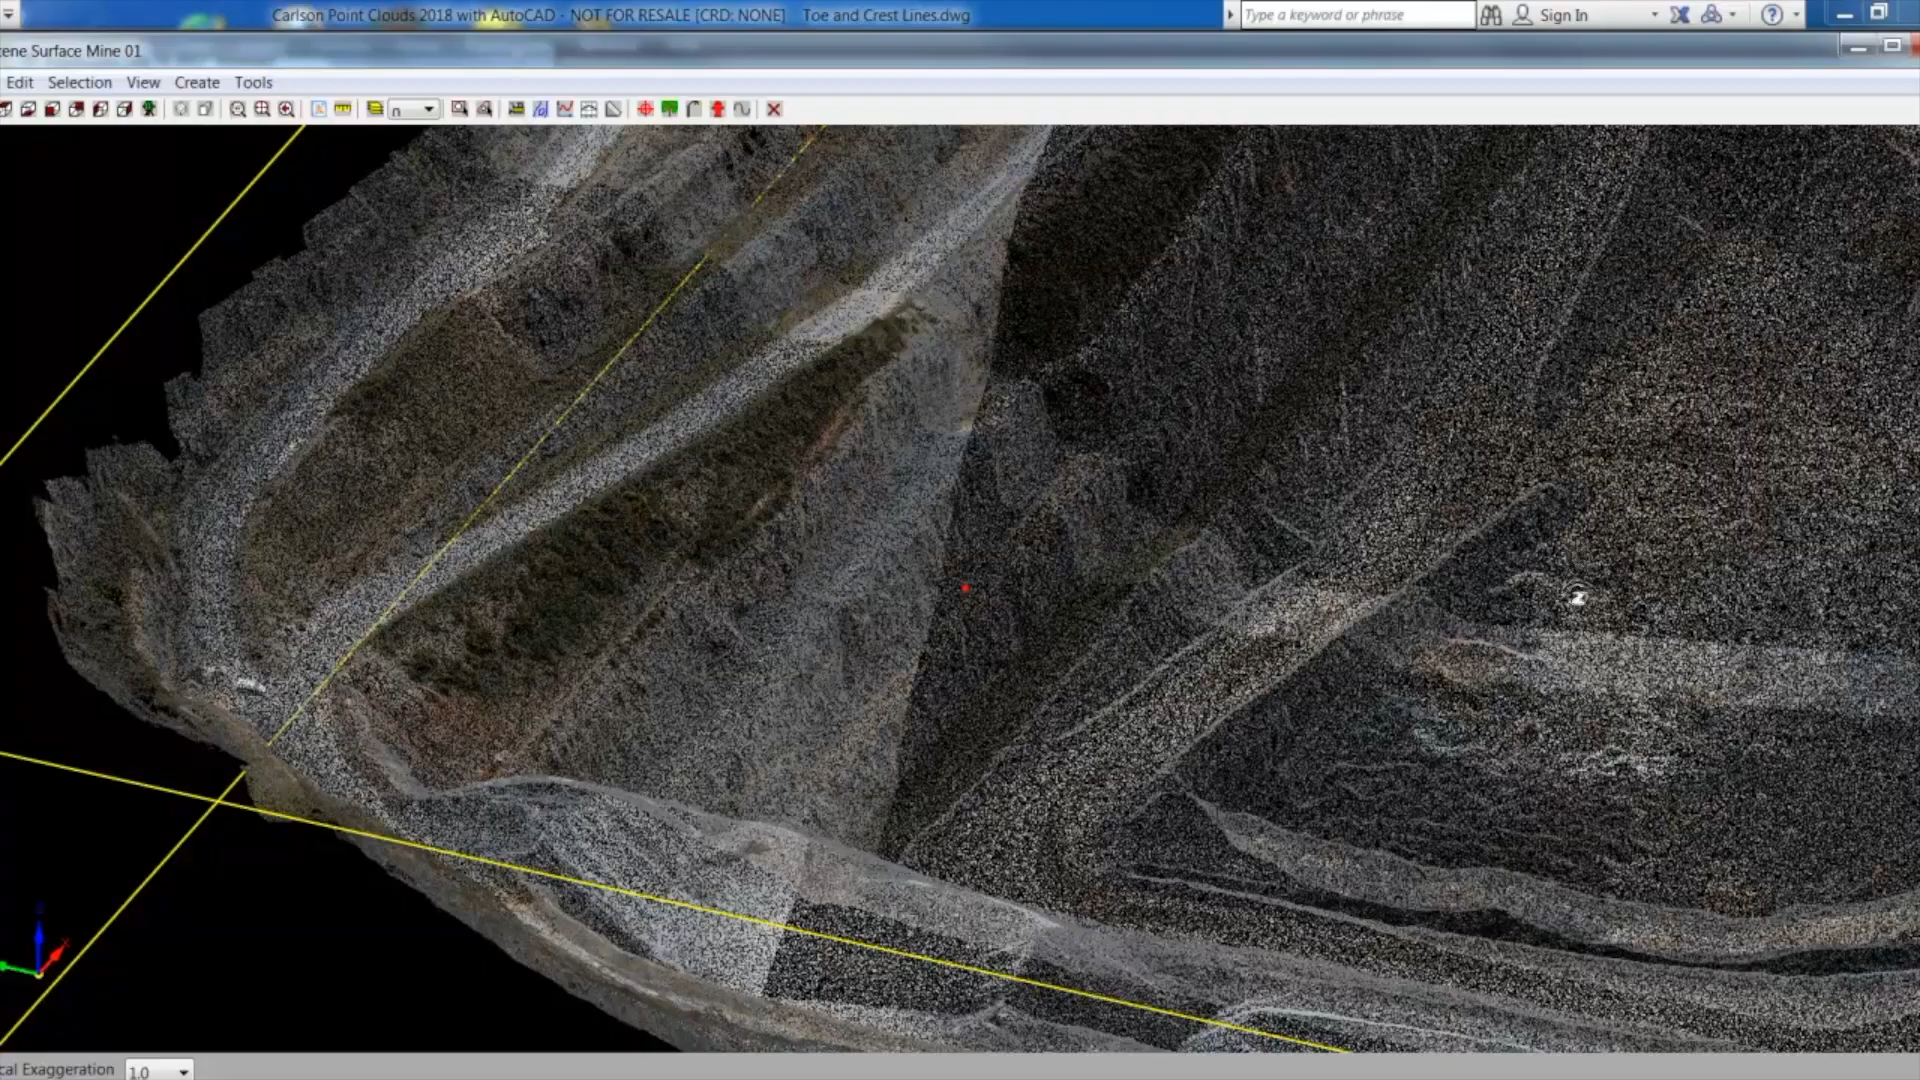 Carlson Point Clouds 2018 with AutoCAD - NOT FOR RESALE [CRD: NONE] Toe and Crest Lines.dwg
Type a keyword or phrase
Sign In
ene Surface Mine 01
Edit Selection View Create Tools
n
x
cal Exaggeration 1.0